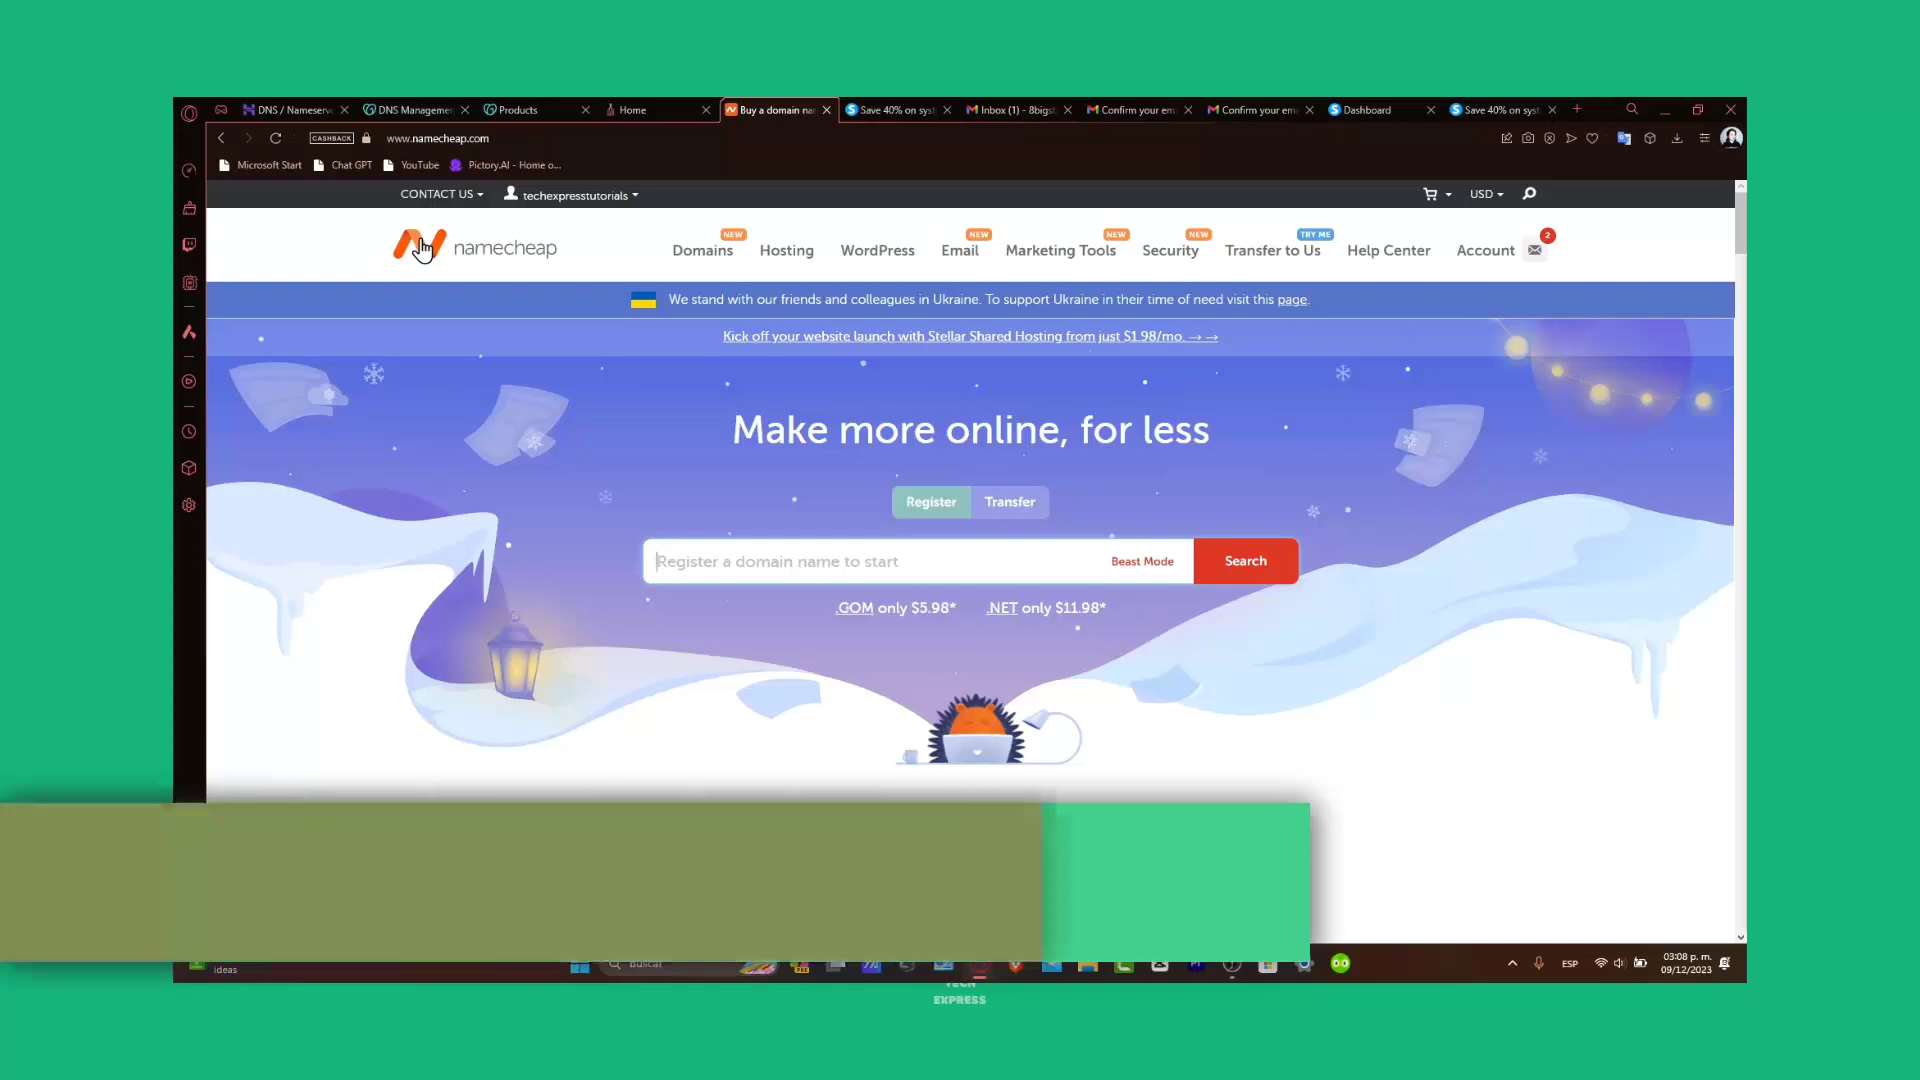 DNS / Nameserv
DNS Managemen
Products
Home
Buy a domain na
Save 40% on syst
Inbox (1) - 8bigst
Confirm your em
Confirm your em
Dashboard
Save 40% on syst
CASHBACK
www.namecheap.com
Microsoft Start
Chat GPT
YouTube
Pictory.AI - Home o...
CONTACT US
techexpresstutorials
USD
namecheap
Domains NEW
Hosting
WordPress
Email NEW
Marketing Tools NEW
Security NEW
Transfer to Us TRY ME
Help Center
Account
2
We stand with our friends and colleagues in Ukraine. To support Ukraine in their time of need visit this page.
Kick off your website launch with Stellar Shared Hosting from just $1.98/mo. →→
Make more online, for less
Register
Transfer
Register a domain name to start
Beast Mode
Search
.COM only $5.98*
.NET only $11.98*
ideas
Buscar
ESP
03:08 p. m.
09/12/2023
TECH
EXPRESS